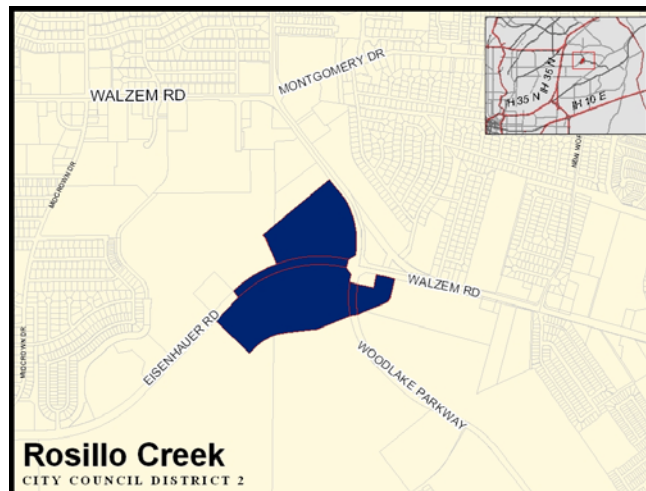 MONTGOMERY DR
WALZEM RD
IH 35 N
IH 35 N
IH 10 E
MIDCROWN DR
WALZEM RD
EISENHAUER RD
MIDCROWN DR
WOODLAKE PARKWAY
Rosillo Creek
CITY COUNCIL DISTRICT 2